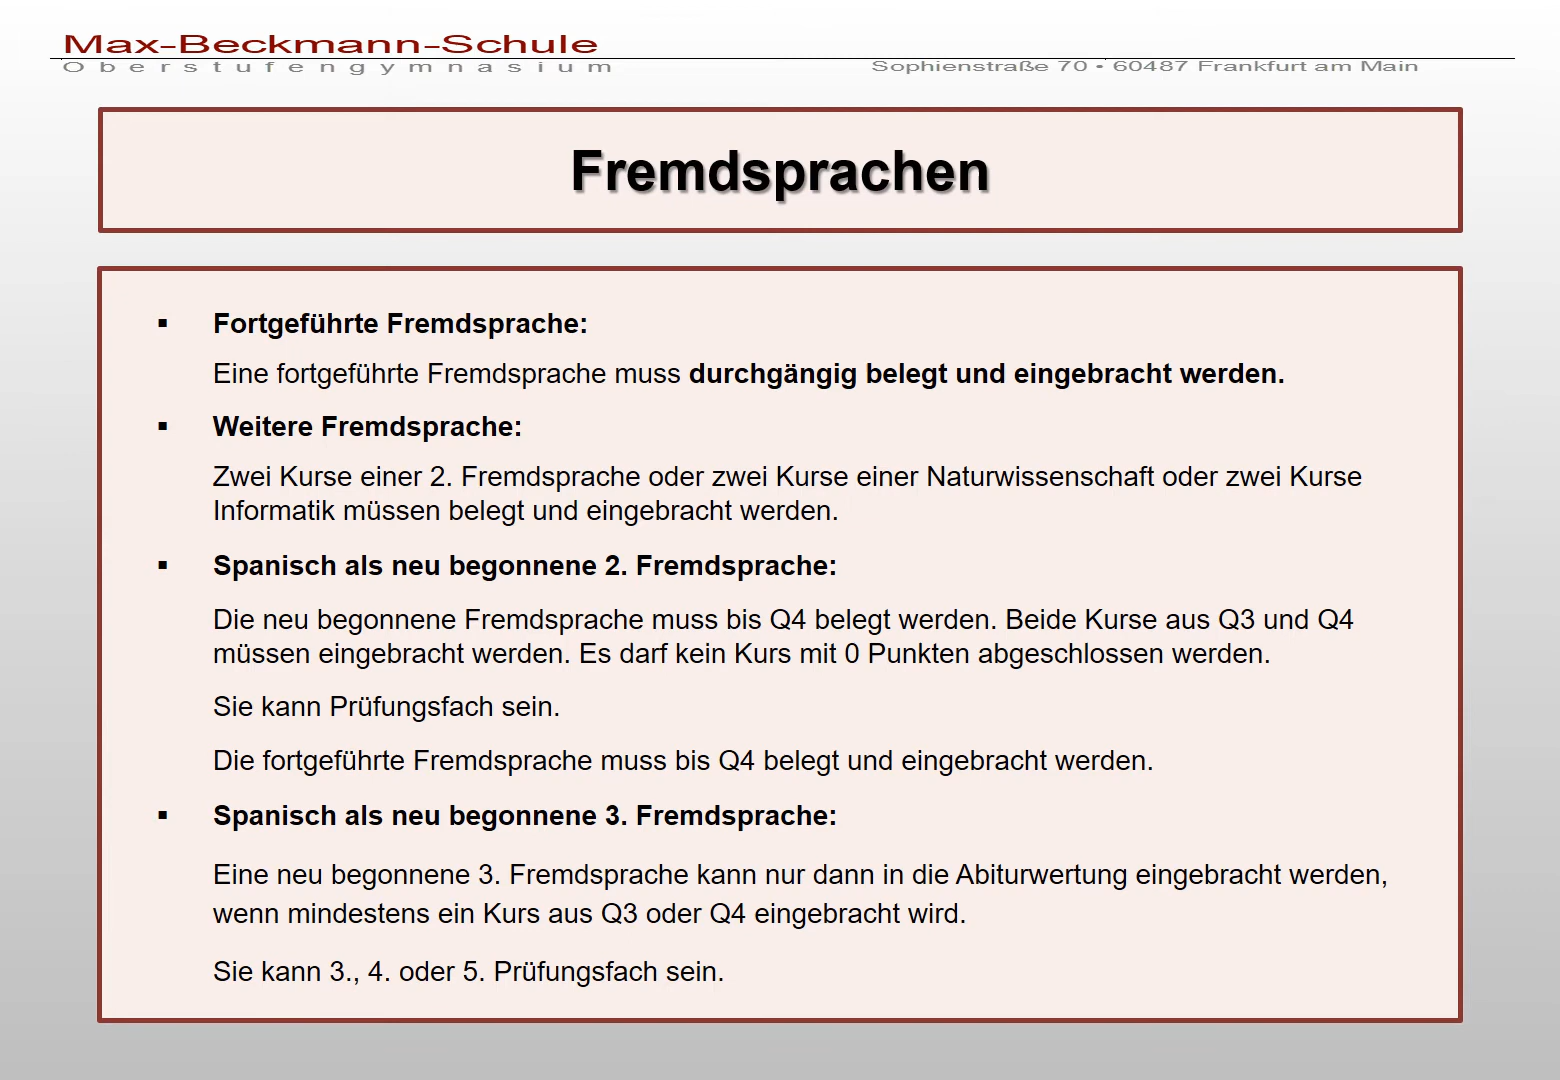 Max-Beckmann-Schule
Oberstufengymnasium
Sophienstraße 70 • 60487 Frankfurt am Main
Fremdsprachen
▪ Fortgeführte Fremdsprache:
Eine fortgeführte Fremdsprache muss durchgängig belegt und eingebracht werden.
▪ Weitere Fremdsprache:
Zwei Kurse einer 2. Fremdsprache oder zwei Kurse einer Naturwissenschaft oder zwei Kurse
Informatik müssen belegt und eingebracht werden.
▪ Spanisch als neu begonnene 2. Fremdsprache:
Die neu begonnene Fremdsprache muss bis Q4 belegt werden. Beide Kurse aus Q3 und Q4
müssen eingebracht werden. Es darf kein Kurs mit 0 Punkten abgeschlossen werden.
Sie kann Prüfungsfach sein.
Die fortgeführte Fremdsprache muss bis Q4 belegt und eingebracht werden.
▪ Spanisch als neu begonnene 3. Fremdsprache:
Eine neu begonnene 3. Fremdsprache kann nur dann in die Abiturwertung eingebracht werden,
wenn mindestens ein Kurs aus Q3 oder Q4 eingebracht wird.
Sie kann 3., 4. oder 5. Prüfungsfach sein.